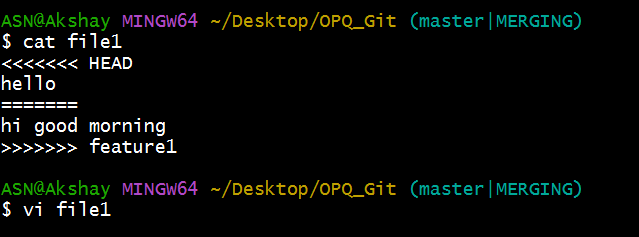 ASN@Akshay MINGW64 ~/Desktop/OPQ_Git (master|MERGING)
$ cat file1
<<<<<<< HEAD
hello
=======
hi good morning
>>>>>>> feature1
ASN@Akshay MINGW64 ~/Desktop/OPQ_Git (master|MERGING)
$ vi file1